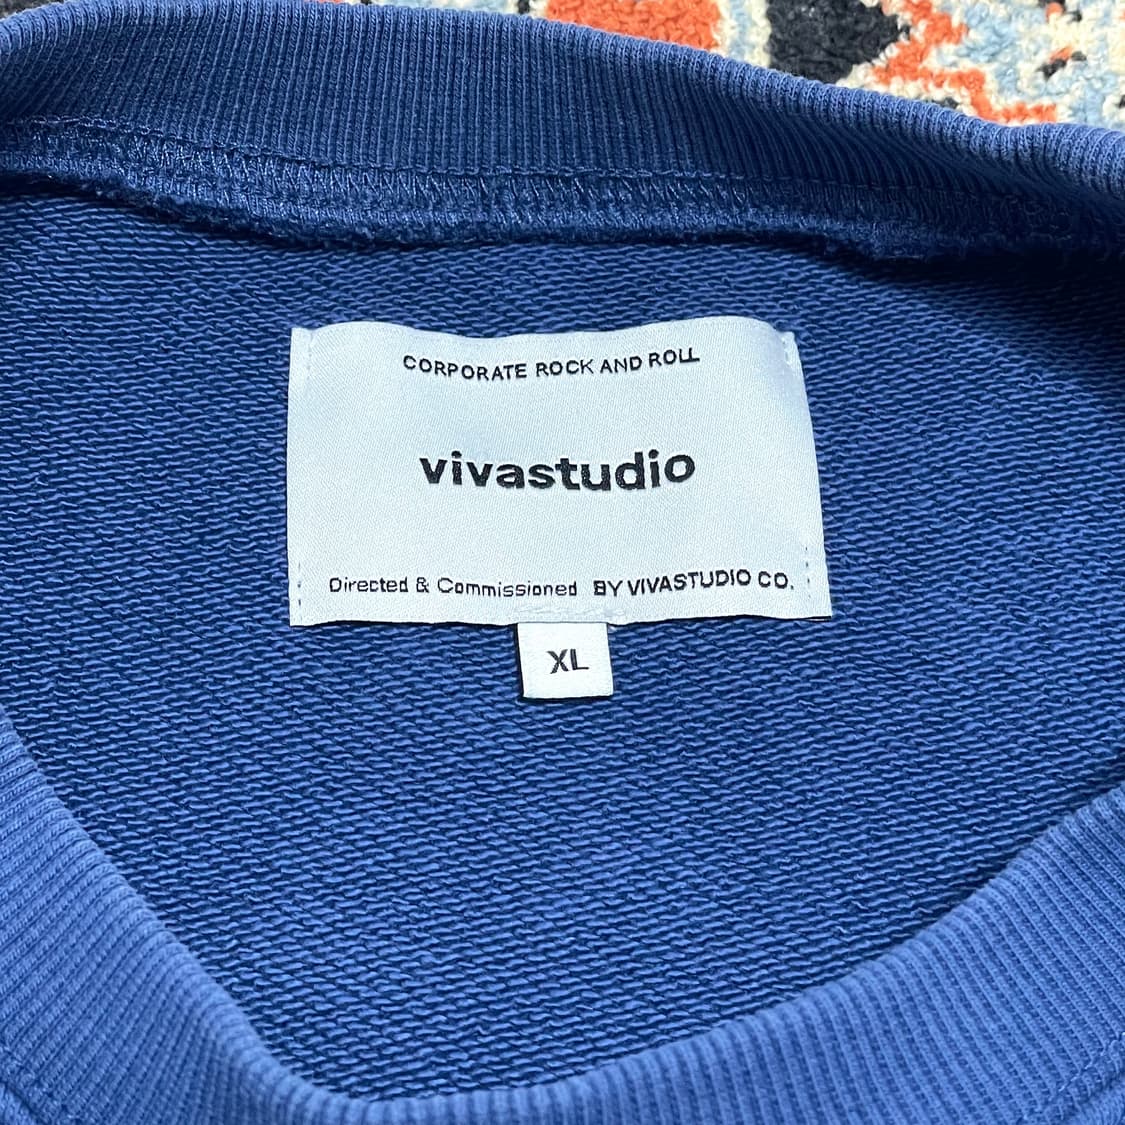 CORPORATE ROCK AND ROLL
vivastudio
Directed & Commissioned BY VIVASTUDIO CO.
XL